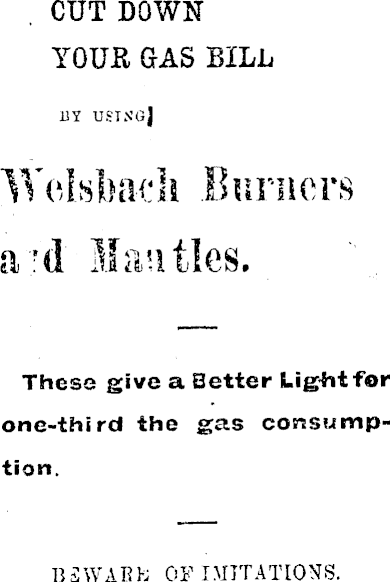 CUT DOWN
YOUR GAS BILL
BY USING
Welsbach Burners
and Mantles.
These give a Better Light for
one-third the gas consump-
tion.
BEWARE OF IMITATIONS.